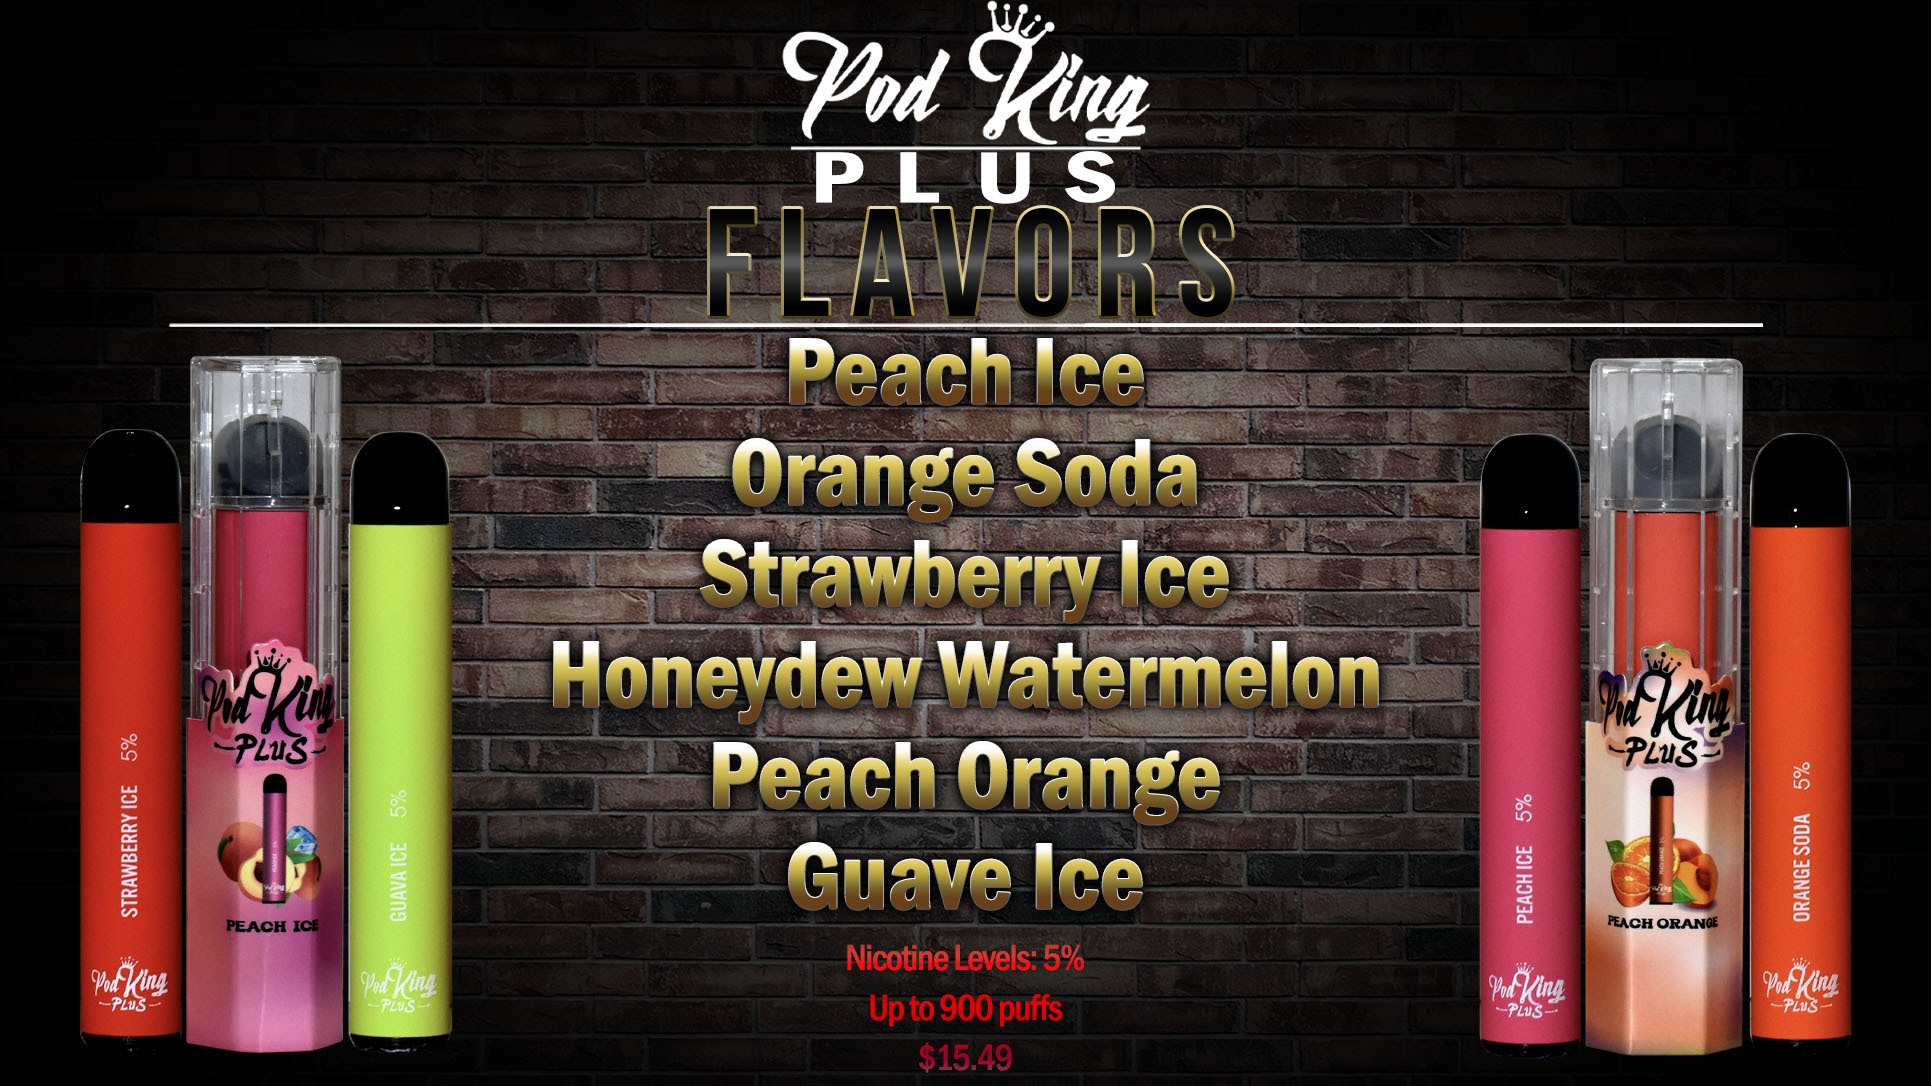 Pod King
PLUS
FLAVORS
Peach Ice
Orange Soda
Strawberry Ice
Honeydew Watermelon
Peach Orange
Guave Ice
Nicotine Levels: 5%
Up to 900 puffs
$15.49
STRAWBERRY ICE 5%
Pod King
PLUS
Pod King
PLUS
PEACH ICE
GUAVA ICE 5%
Pod King
PLUS
PEACH ICE 5%
Pod King
PLUS
Pod King
PLUS
PEACH ORANGE
ORANGE SODA 5%
Pod King
PLUS